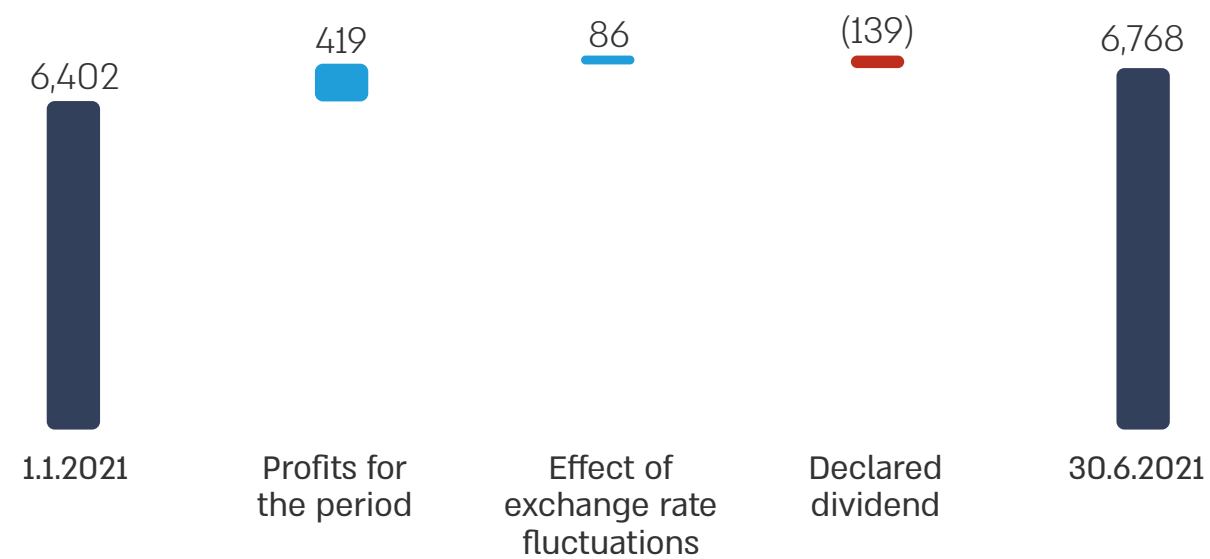 6,402
419
86
(139)
6,768
1.1.2021
Profits for
the period
Effect of
exchange rate
fluctuations
Declared
dividend
30.6.2021